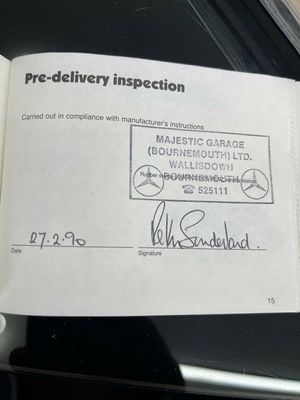 Pre-delivery inspection
Carried out in compliance with manufacturer's instructions
MAJESTIC GARAGE
(BOURNEMOUTH) LTD.
WALLISDOWN
BOURNEMOUTH
☎ 525111
27.2.90
Date
Signature
15